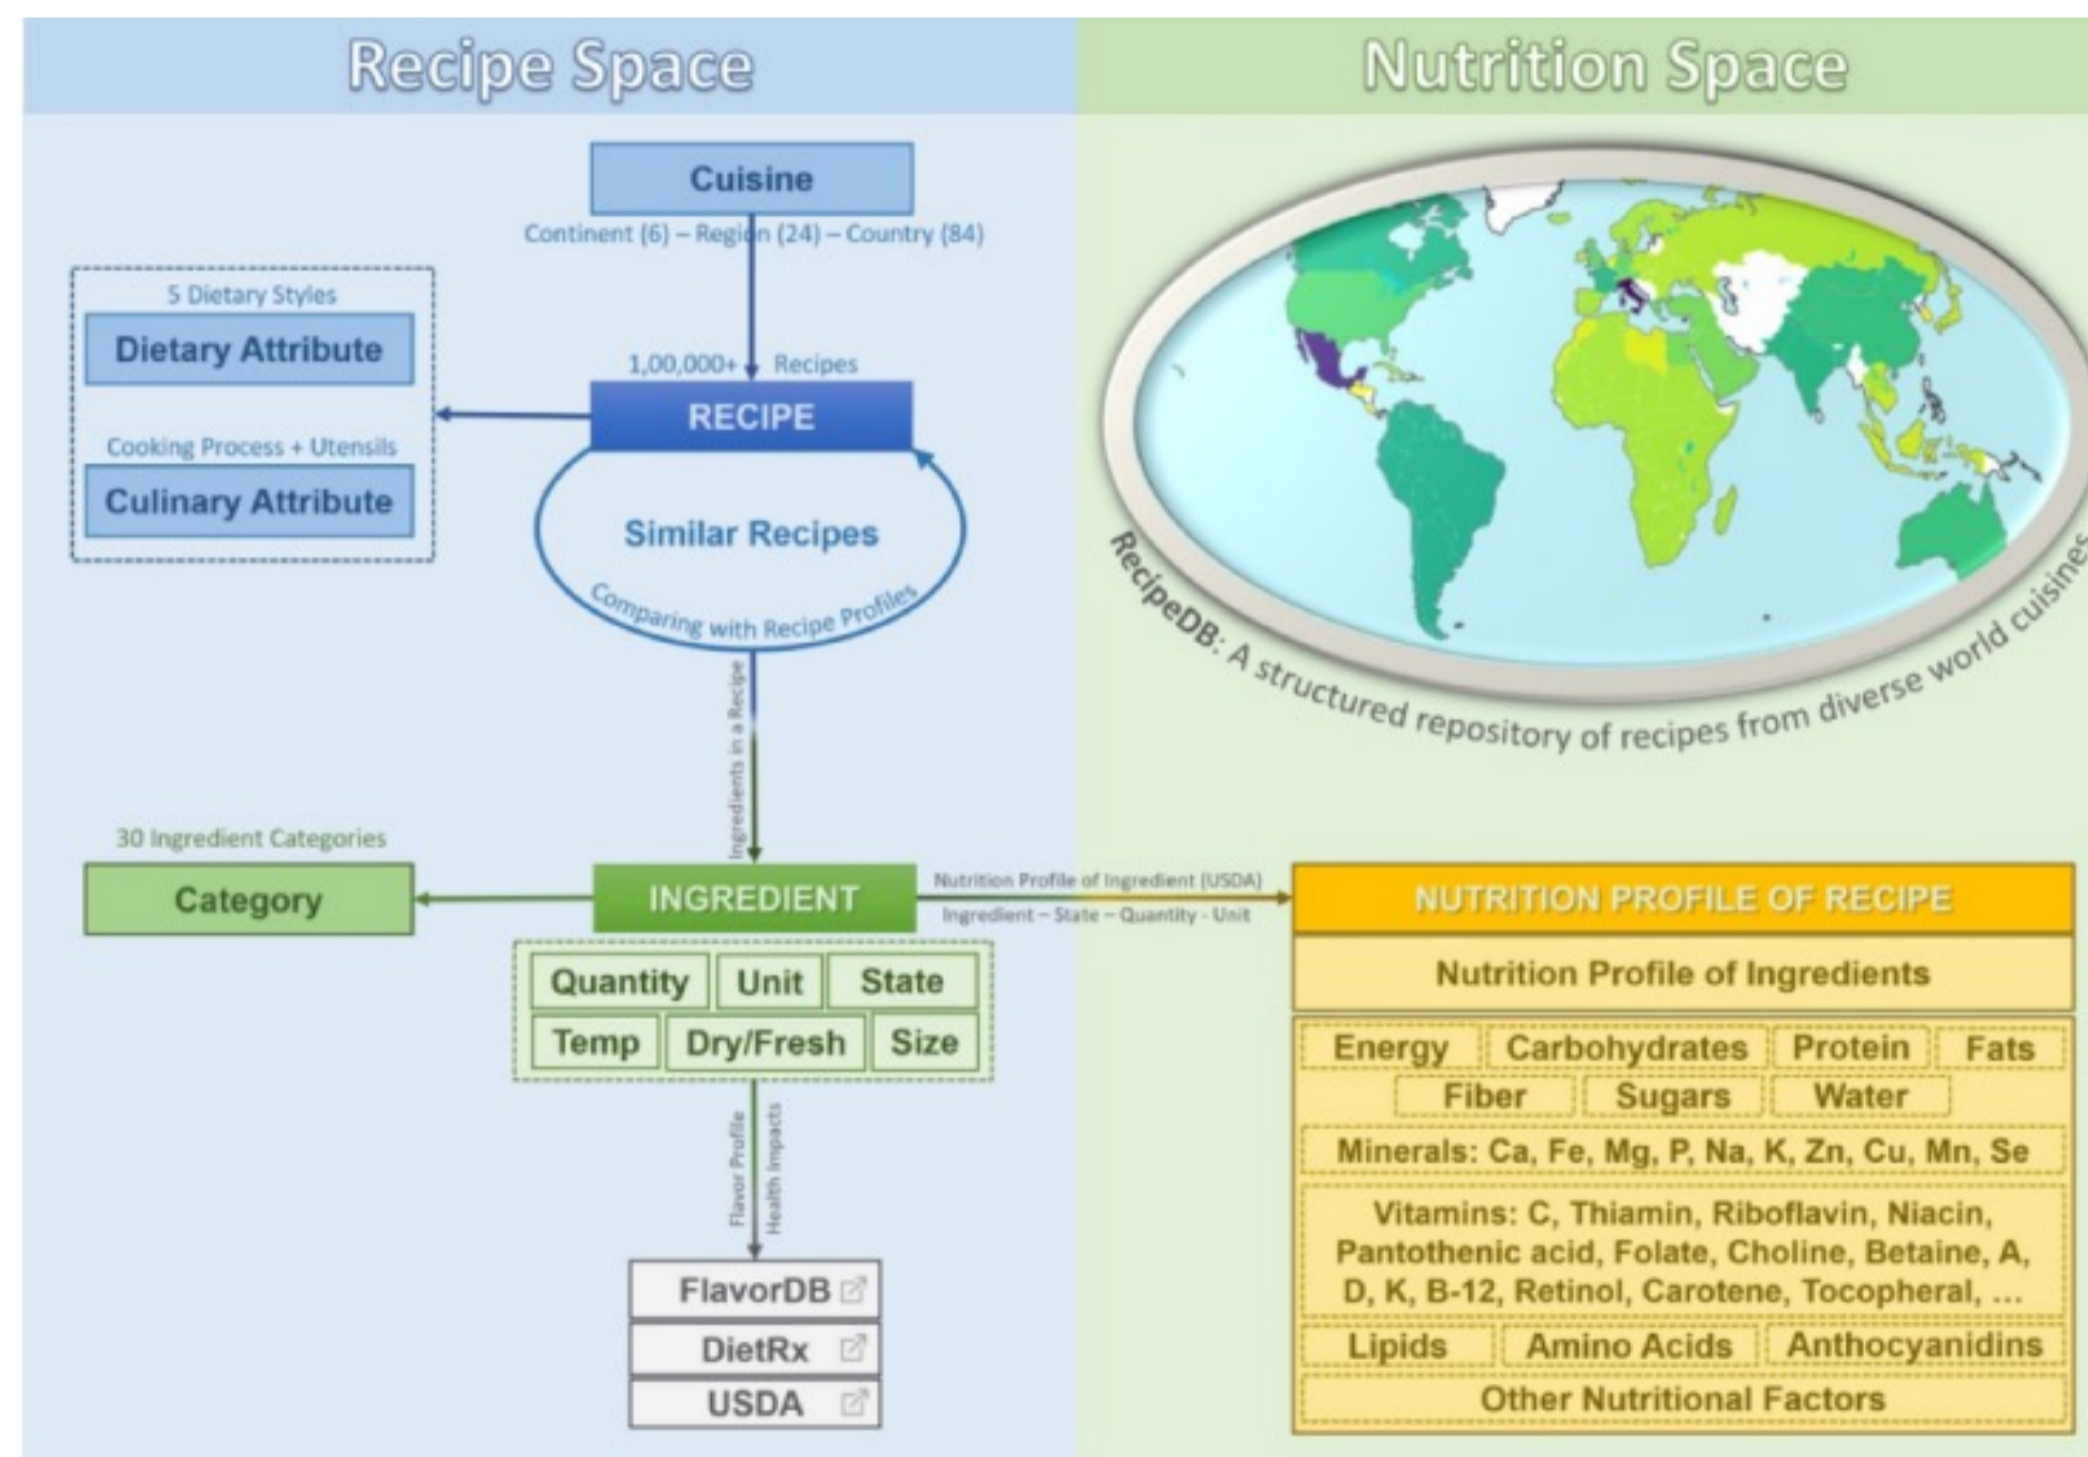 Recipe Space
Nutrition Space
Cuisine
Continent (6) – Region (24) – Country (84)
5 Dietary Styles
Dietary Attribute
Cooking Process + Utensils
Culinary Attribute
1,00,000+ Recipes
RECIPE
Similar Recipes
Comparing with Recipe Profiles
Ingredients in a Recipe
RecipeDB: A structured repository of recipes from diverse world cuisines
30 Ingredient Categories
Category
INGREDIENT
Nutrition Profile of Ingredient (USDA)
Ingredient – State – Quantity - Unit
Quantity Unit State
Temp Dry/Fresh Size
Flavor Profile
Health Impacts
FlavorDB
DietRx
USDA
NUTRITION PROFILE OF RECIPE
Nutrition Profile of Ingredients
Energy Carbohydrates Protein Fats
Fiber Sugars Water
Minerals: Ca, Fe, Mg, P, Na, K, Zn, Cu, Mn, Se
Vitamins: C, Thiamin, Riboflavin, Niacin,
Pantothenic acid, Folate, Choline, Betaine, A,
D, K, B-12, Retinol, Carotene, Tocopheral, ...
Lipids Amino Acids Anthocyanidins
Other Nutritional Factors